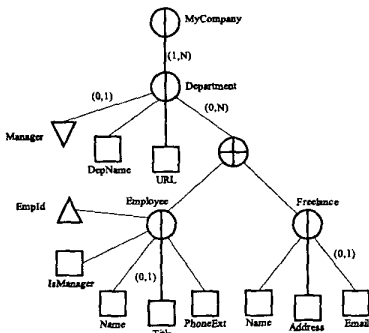 MyCompany
(1,N)
Department
(0,1)
(0,N)
Manager
DepName
URL
EmpId
Employee
Freelance
IsManager
(0,1)
(0,1)
Name
Title
PhoneExt
Name
Address
Email